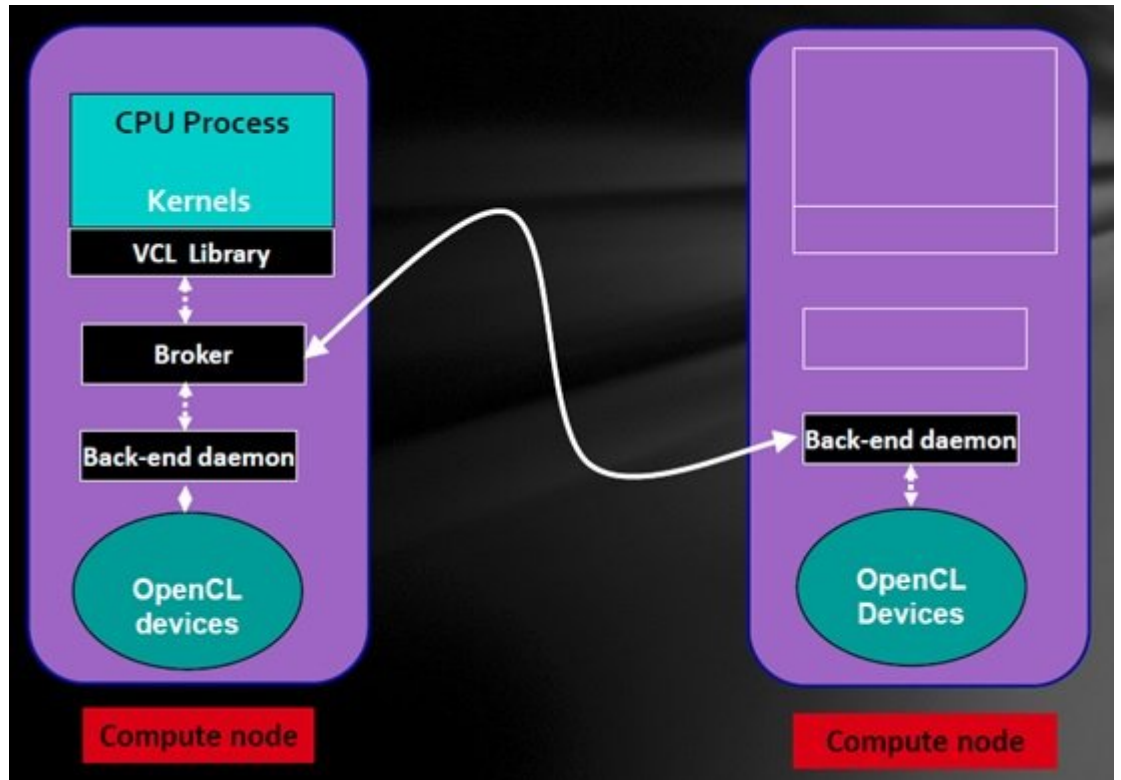 CPU Process
Kernels
VCL Library
Broker
Back-end daemon
OpenCL
devices
Compute node
Back-end daemon
OpenCL
Devices
Compute node